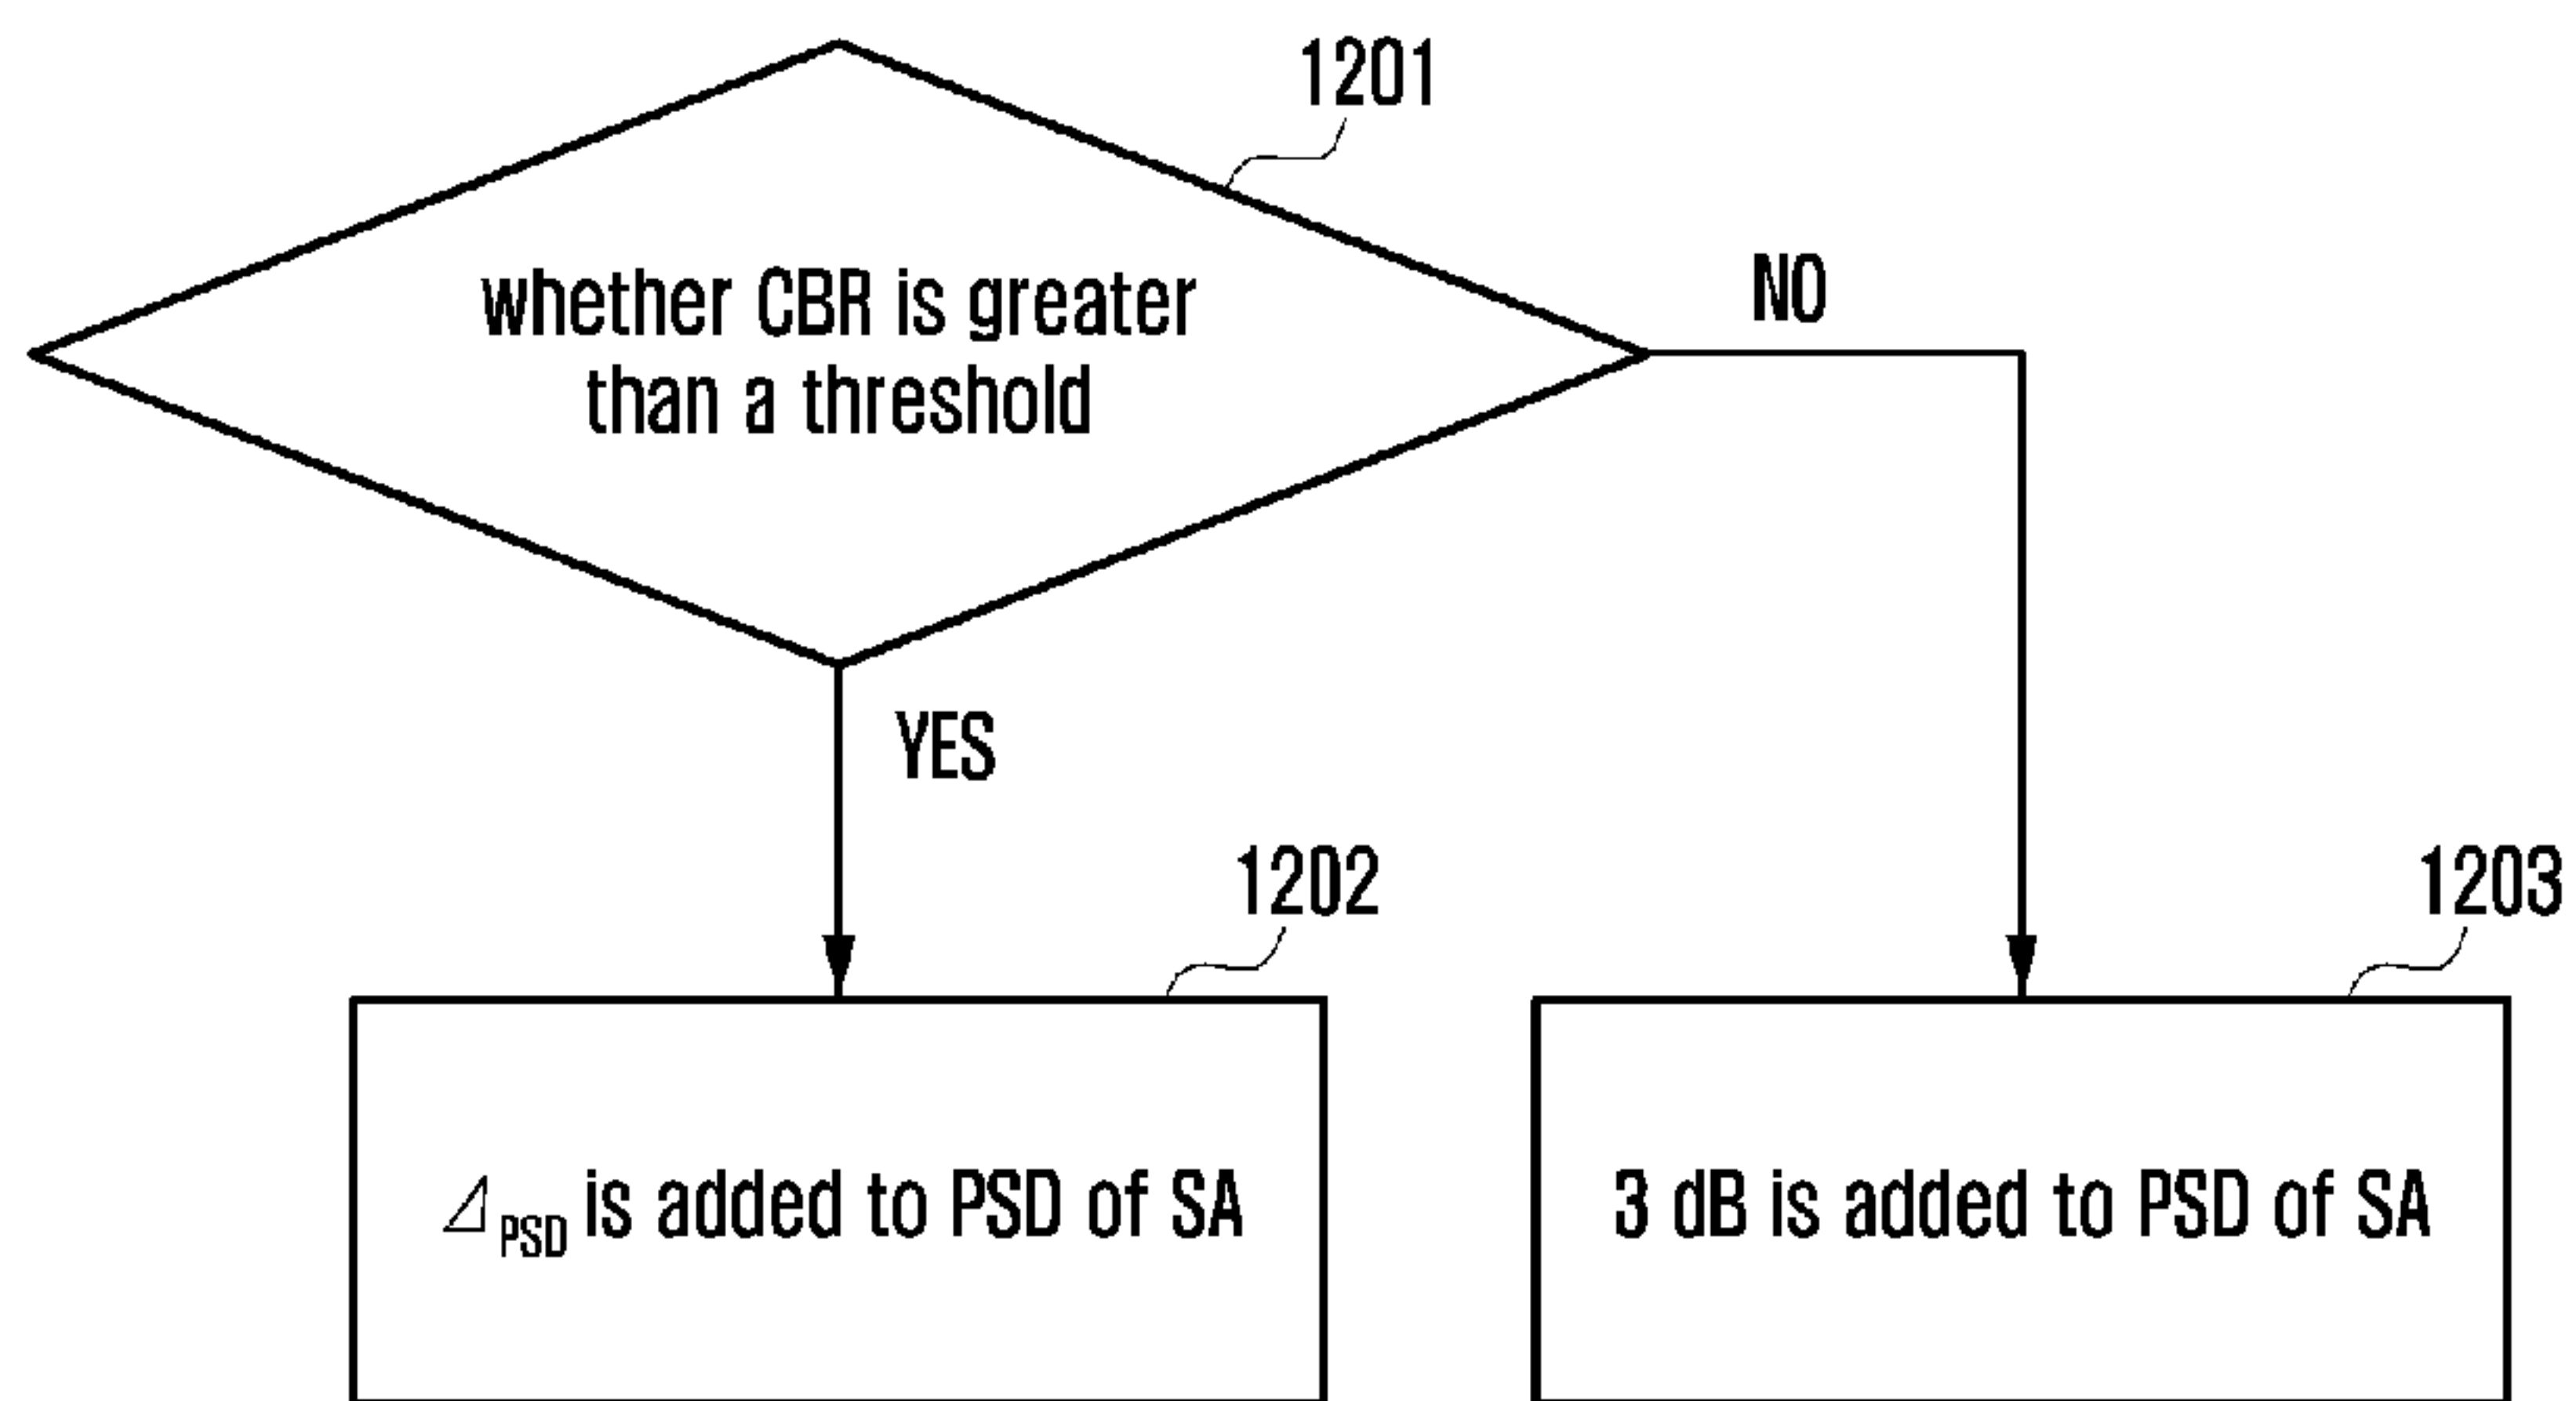 1201
whether CBR is greater
than a threshold
NO
YES
1202
1203
⊿PSD is added to PSD of SA
3 dB is added to PSD of SA